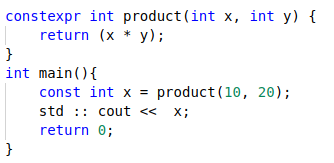 constexpr int product(int x, int y) {
    return (x * y);
}
int main(){
    const int x = product(10, 20);
    std :: cout <<  x;
    return 0;
}